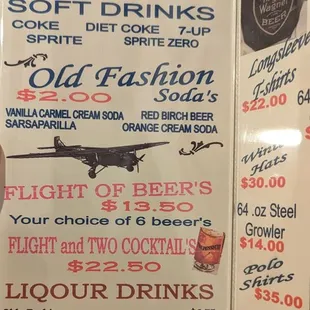 SOFT DRINKS
COKE DIET COKE 7-UP
SPRITE SPRITE ZERO
Old Fashion
$2.00 Soda's
VANILLA CARMEL CREAM SODA RED BIRCH BEER
SARSAPARILLA ORANGE CREAM SODA
FLIGHT OF BEER'S
$13.50
Your choice of 6 beeer's
FLIGHT and TWO COCKTAIL'S
$22.50
LIQOUR DRINKS
Wagner
BEER
Longsleeve
T-shirts
$22.00 64
Hats
$30.00
64 .oz Steel
Growler
$14.00
Polo
Shirts
$35.00